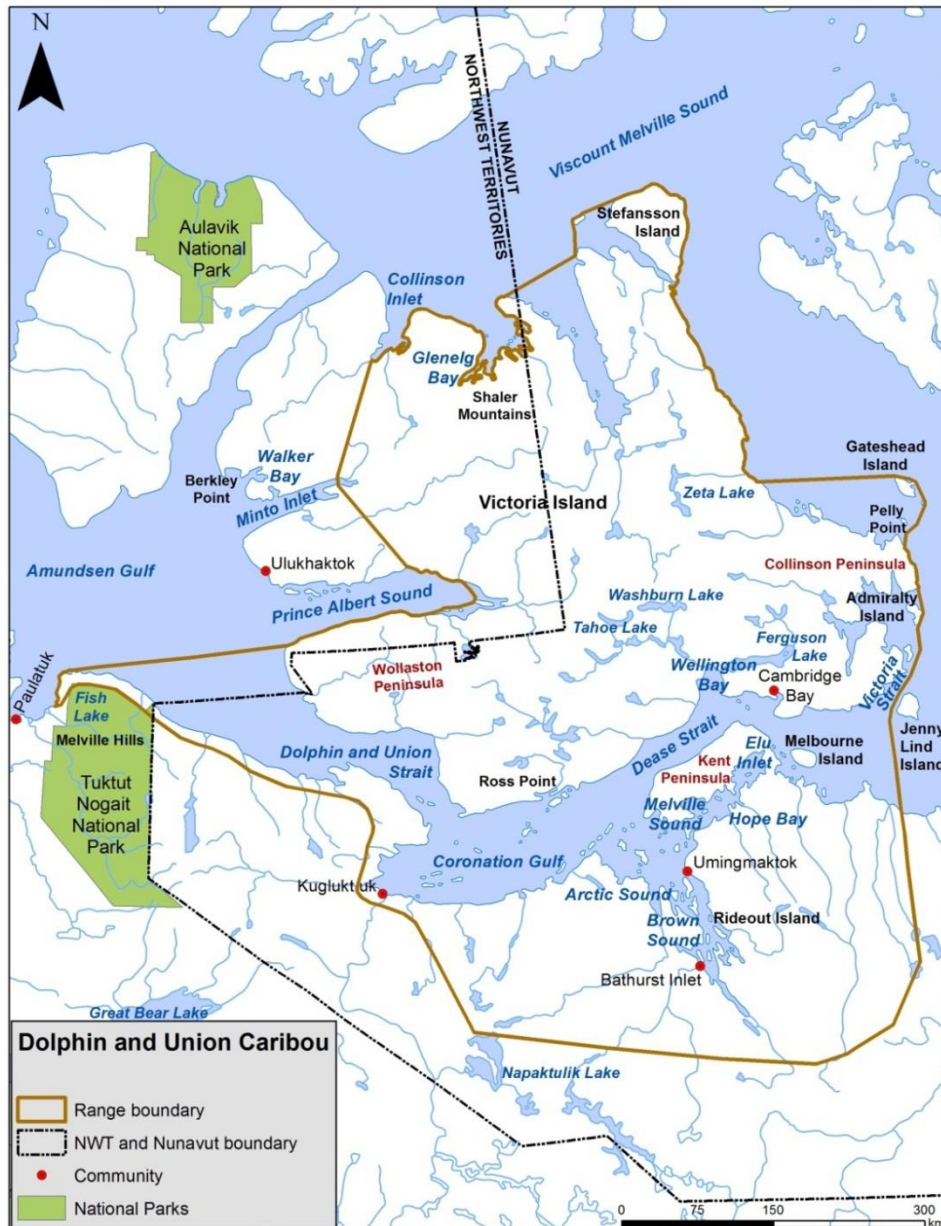 N
NUNAVUT
NORTHWEST TERRITORIES
Viscount Melville Sound
Stefansson
Island
Aulavik
National
Park
Collinson
Inlet
Glenelg
Bay
Shaler
Mountains
Gateshead
Island
Walker
Bay
Berkley
Point
Minto Inlet
Victoria Island
Zeta Lake
Pelly
Point
Ulukhaktok
Amundsen Gulf
Collinson Peninsula
Prince Albert Sound
Washburn Lake
Admiralty
Island
Tahoe Lake
Ferguson
Lake
Wollaston
Peninsula
Wellington
Bay
Cambridge
Bay
Victoria
Strait
Paulatuk
Fish
Lake
Melville Hills
Jenny
Lind
Island
Dolphin and Union
Strait
Dease Strait
Elu
Inlet
Melbourne
Island
Tuktut
Nogait
National
Park
Ross Point
Kent
Peninsula
Melville
Sound
Hope Bay
Coronation Gulf
Umingmaktok
Kugluktuk
Arctic Sound
Rideout Island
Brown
Sound
Bathurst Inlet
Great Bear Lake
Napaktulik Lake
Dolphin and Union Caribou
Range boundary
NWT and Nunavut boundary
Community
National Parks
0 75 150 300